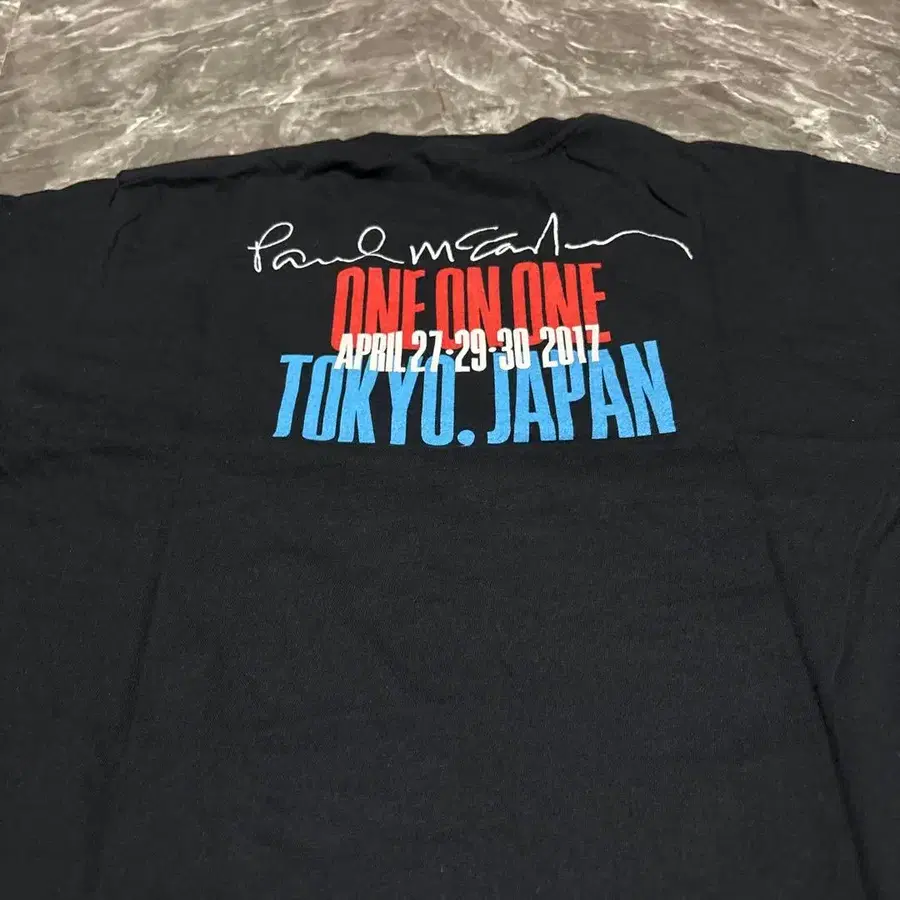 Paul McCartney
ONE ON ONE
APRIL 27·29·30 2017
TOKYO. JAPAN